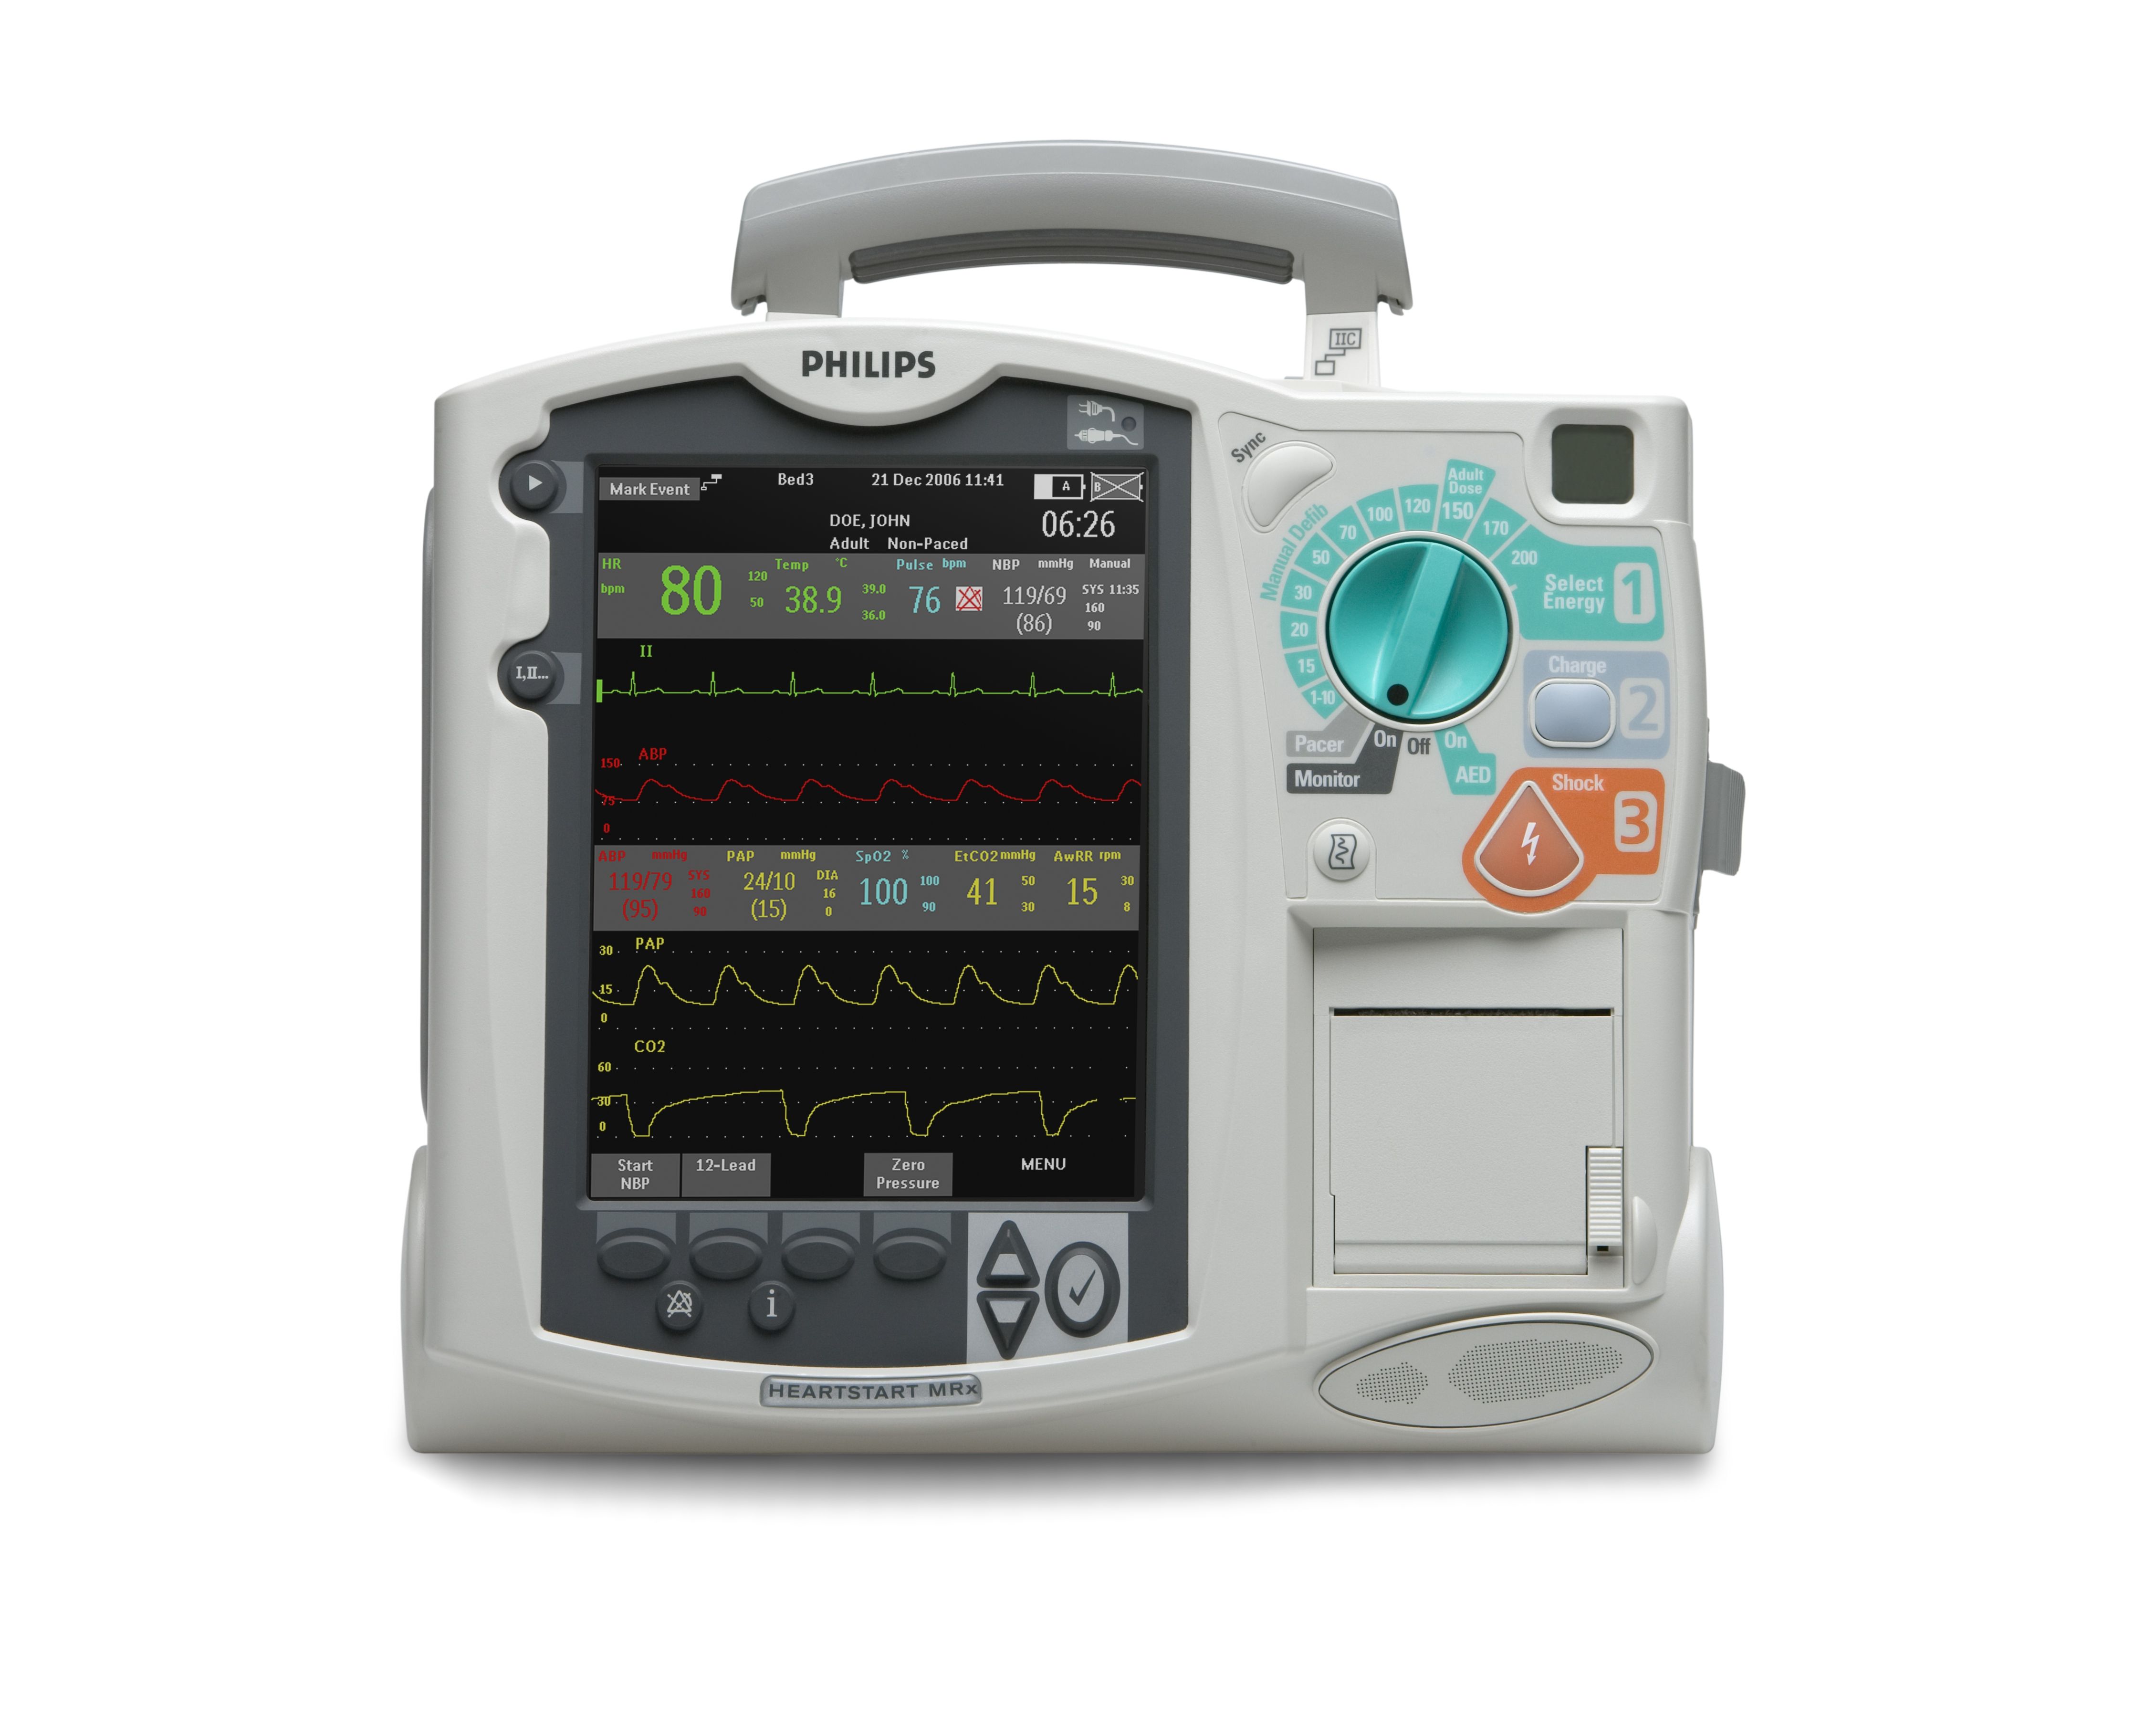 PHILIPS
IIC
Mark Event
Bed3
21 Dec 2006 11:41
A
B
DOE, JOHN
06:26
Adult Non-Paced
HR
bpm
80
120
50
Temp °C
38.9
39.0
36.0
Pulse bpm
76
NBP mmHg Manual
119/69
(86)
SYS 11:35
160
90
I,II...
II
ABP
150
75
0
ABP mmHg
119/79
(95)
SYS
160
90
PAP mmHg
24/10
(15)
DIA
16
0
SpO2 %
100
100
90
EtCO2 mmHg
41
50
30
AwRR rpm
15
30
8
PAP
30
15
0
CO2
60
30
0
Start
NBP
12-Lead
Zero
Pressure
MENU
i
HEARTSTART MRx
Sync
Manual Defib
1-10
15
20
30
50
70
100
120
Adult
Dose
150
170
200
Select
Energy
1
Charge
2
Shock
3
Pacer
Monitor
On
Off
On
AED